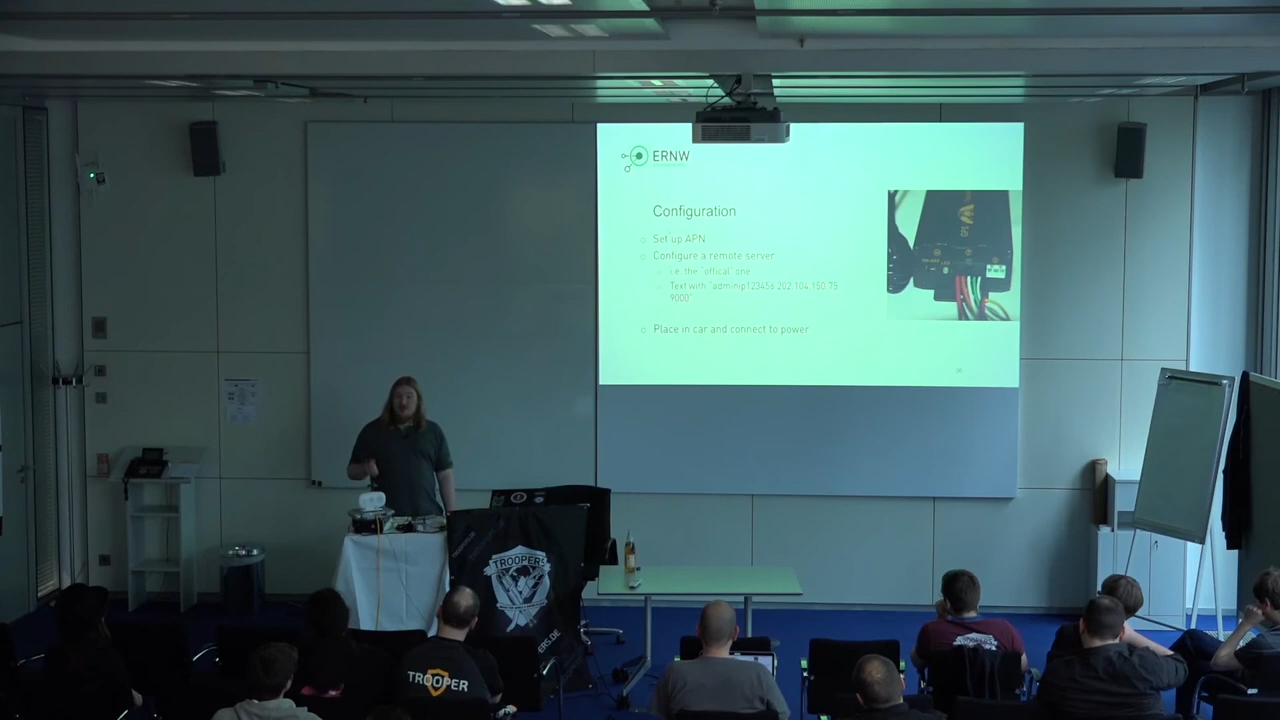 ERNW
Configuration
Set up APN
Configure a remote server
i.e. the "offical" one
Text with "adminip123456 202.104.150.75
9000"
Place in car and connect to power
TROOPERS
TROOPER